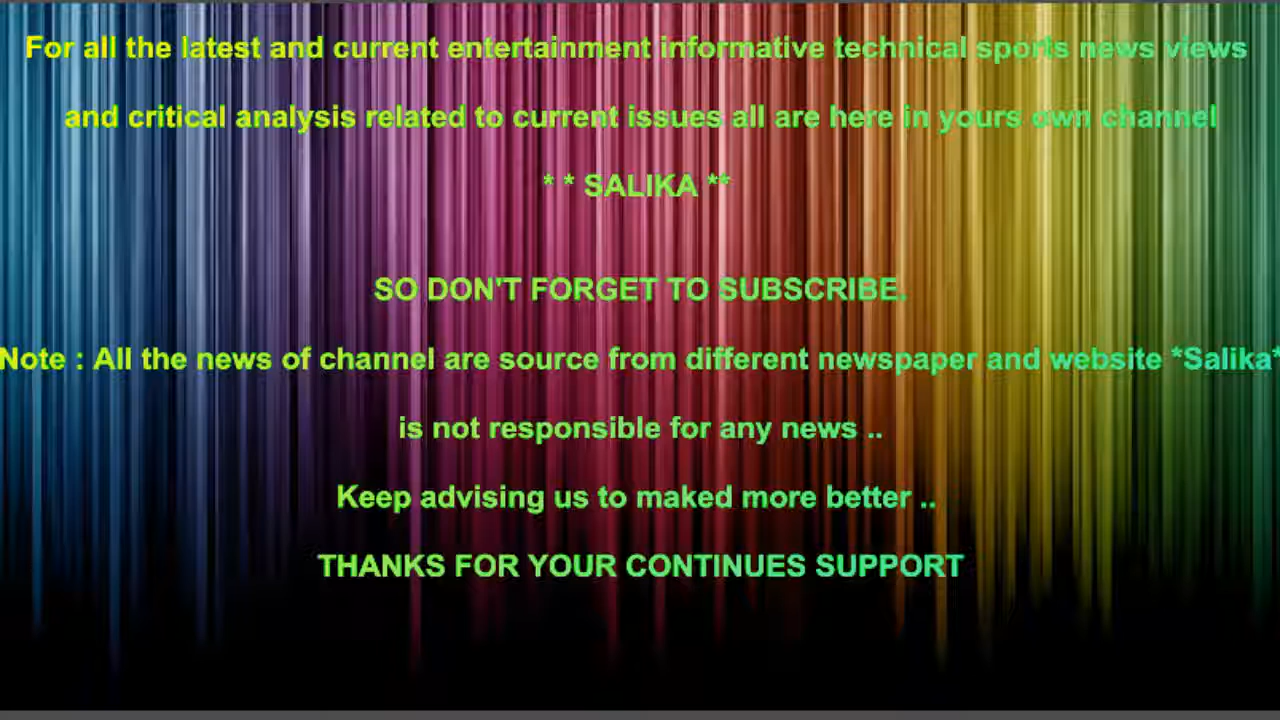 For all the latest and current entertainment informative technical sports news views
and critical analysis related to current issues all are here in yours own channel
* * SALIKA **
SO DON'T FORGET TO SUBSCRIBE.
Note : All the news of channel are source from different newspaper and website *Salika*
is not responsible for any news ..
Keep advising us to maked more better ..
THANKS FOR YOUR CONTINUES SUPPORT